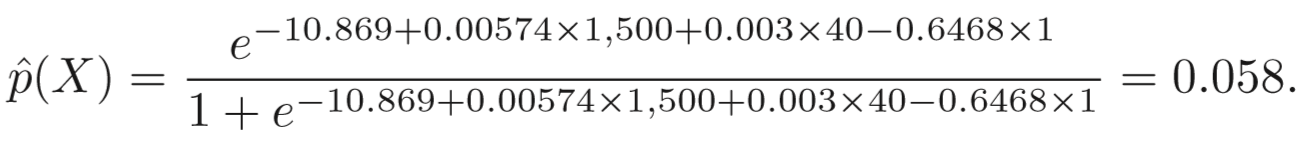 p̂(X) = e^{−10.869+0.00574×1,500+0.003×40−0.6468×1} / 1 + e^{−10.869+0.00574×1,500+0.003×40−0.6468×1} = 0.058.